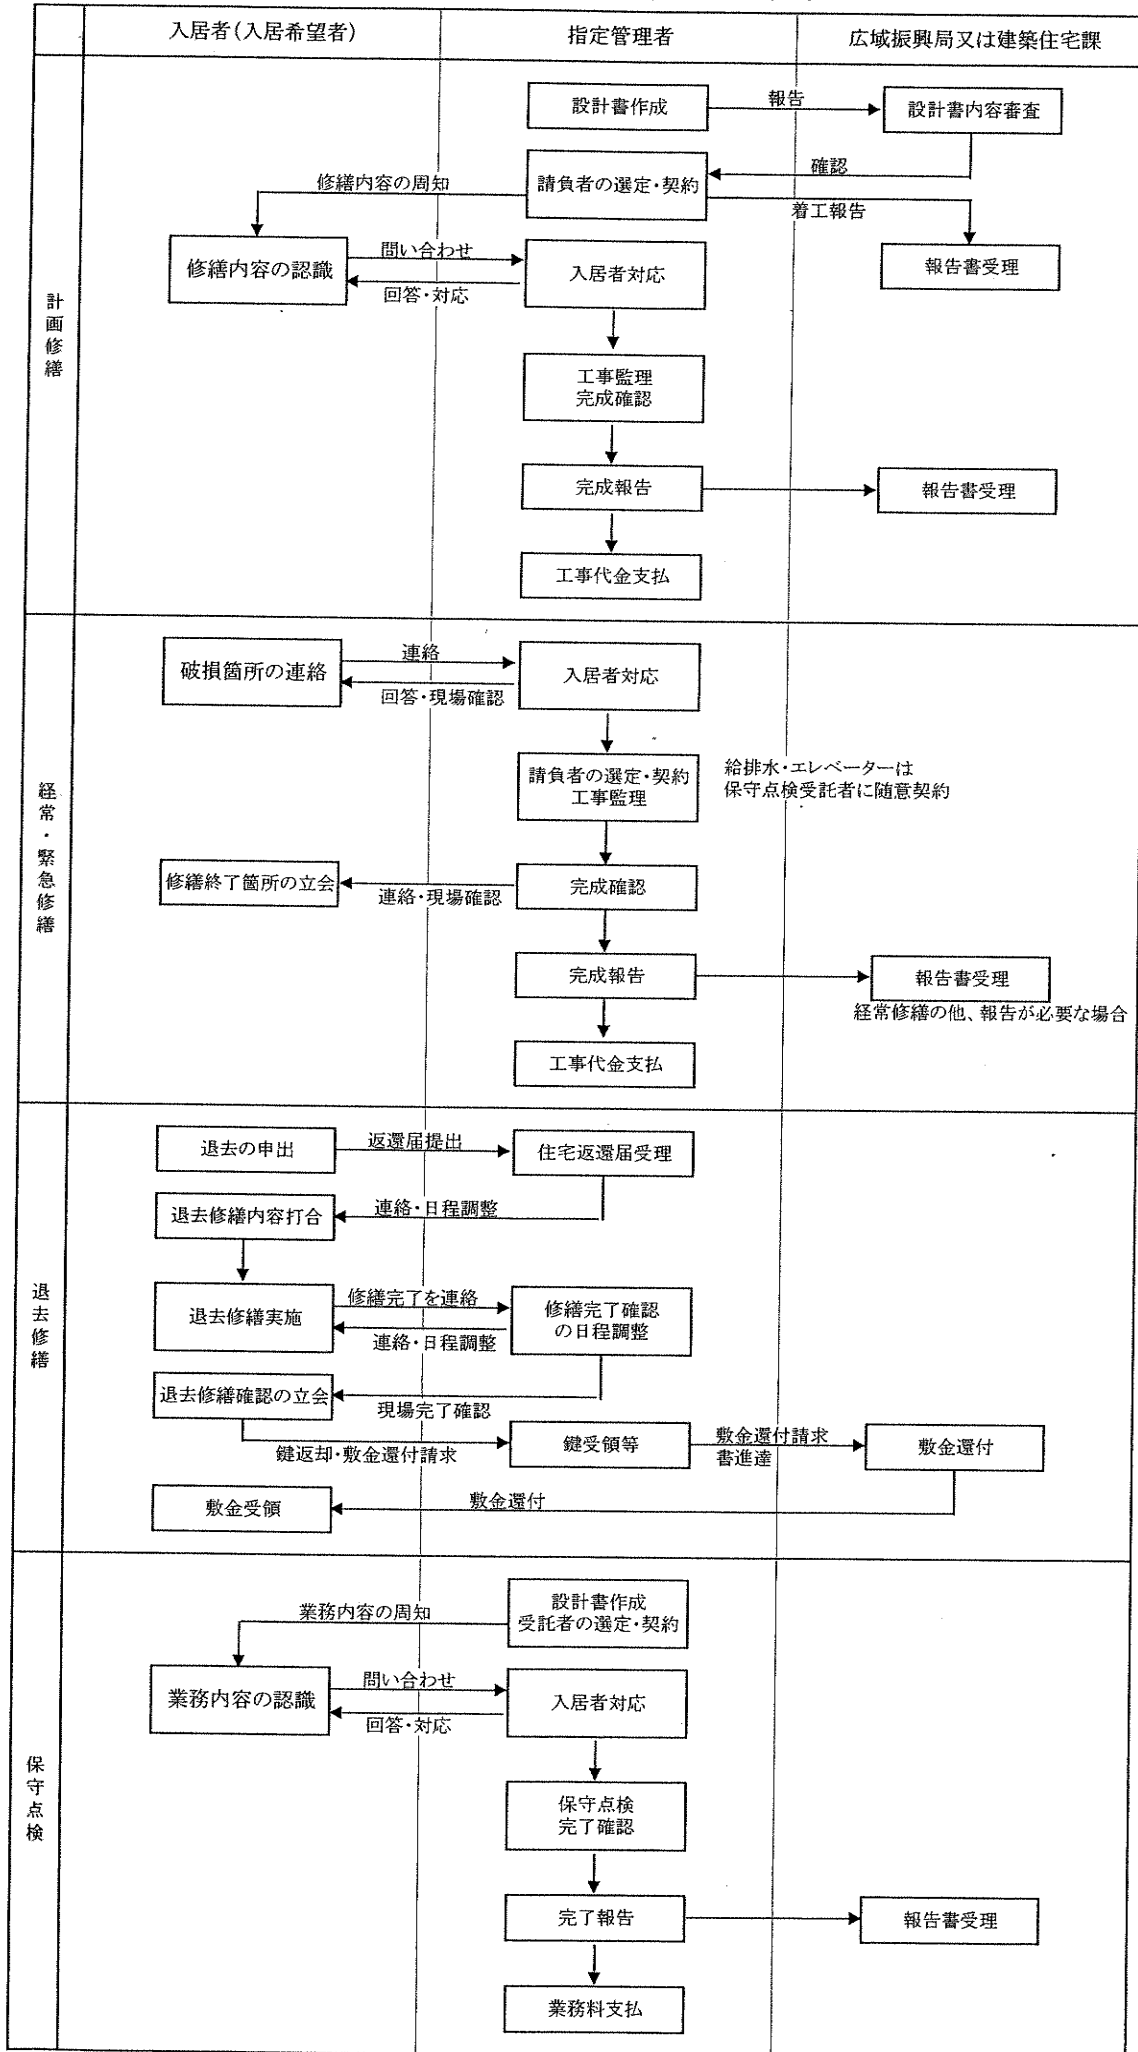 入居者(入居希望者)
指定管理者
広域振興局又は建築住宅課
計画修繕
設計書作成
報告
設計書内容審査
確認
請負者の選定・契約
修繕内容の周知
着工報告
修繕内容の認識
問い合わせ
回答・対応
入居者対応
報告書受理
工事監理
完成確認
完成報告
報告書受理
工事代金支払
経常・緊急修繕
破損箇所の連絡
連絡
回答・現場確認
入居者対応
請負者の選定・契約
工事監理
給排水・エレベーターは
保守点検受託者に随意契約
修繕終了箇所の立会
連絡・現場確認
完成確認
完成報告
報告書受理
経常修繕の他、報告が必要な場合
工事代金支払
退去修繕
退去の申出
返還届提出
住宅返還届受理
退去修繕内容打合
連絡・日程調整
退去修繕実施
修繕完了を連絡
連絡・日程調整
修繕完了確認
の日程調整
退去修繕確認の立会
現場完了確認
鍵返却・敷金還付請求
鍵受領等
敷金還付請求
書進達
敷金還付
敷金受領
敷金還付
保守点検
設計書作成
受託者の選定・契約
業務内容の周知
業務内容の認識
問い合わせ
回答・対応
入居者対応
保守点検
完了確認
完了報告
報告書受理
業務料支払